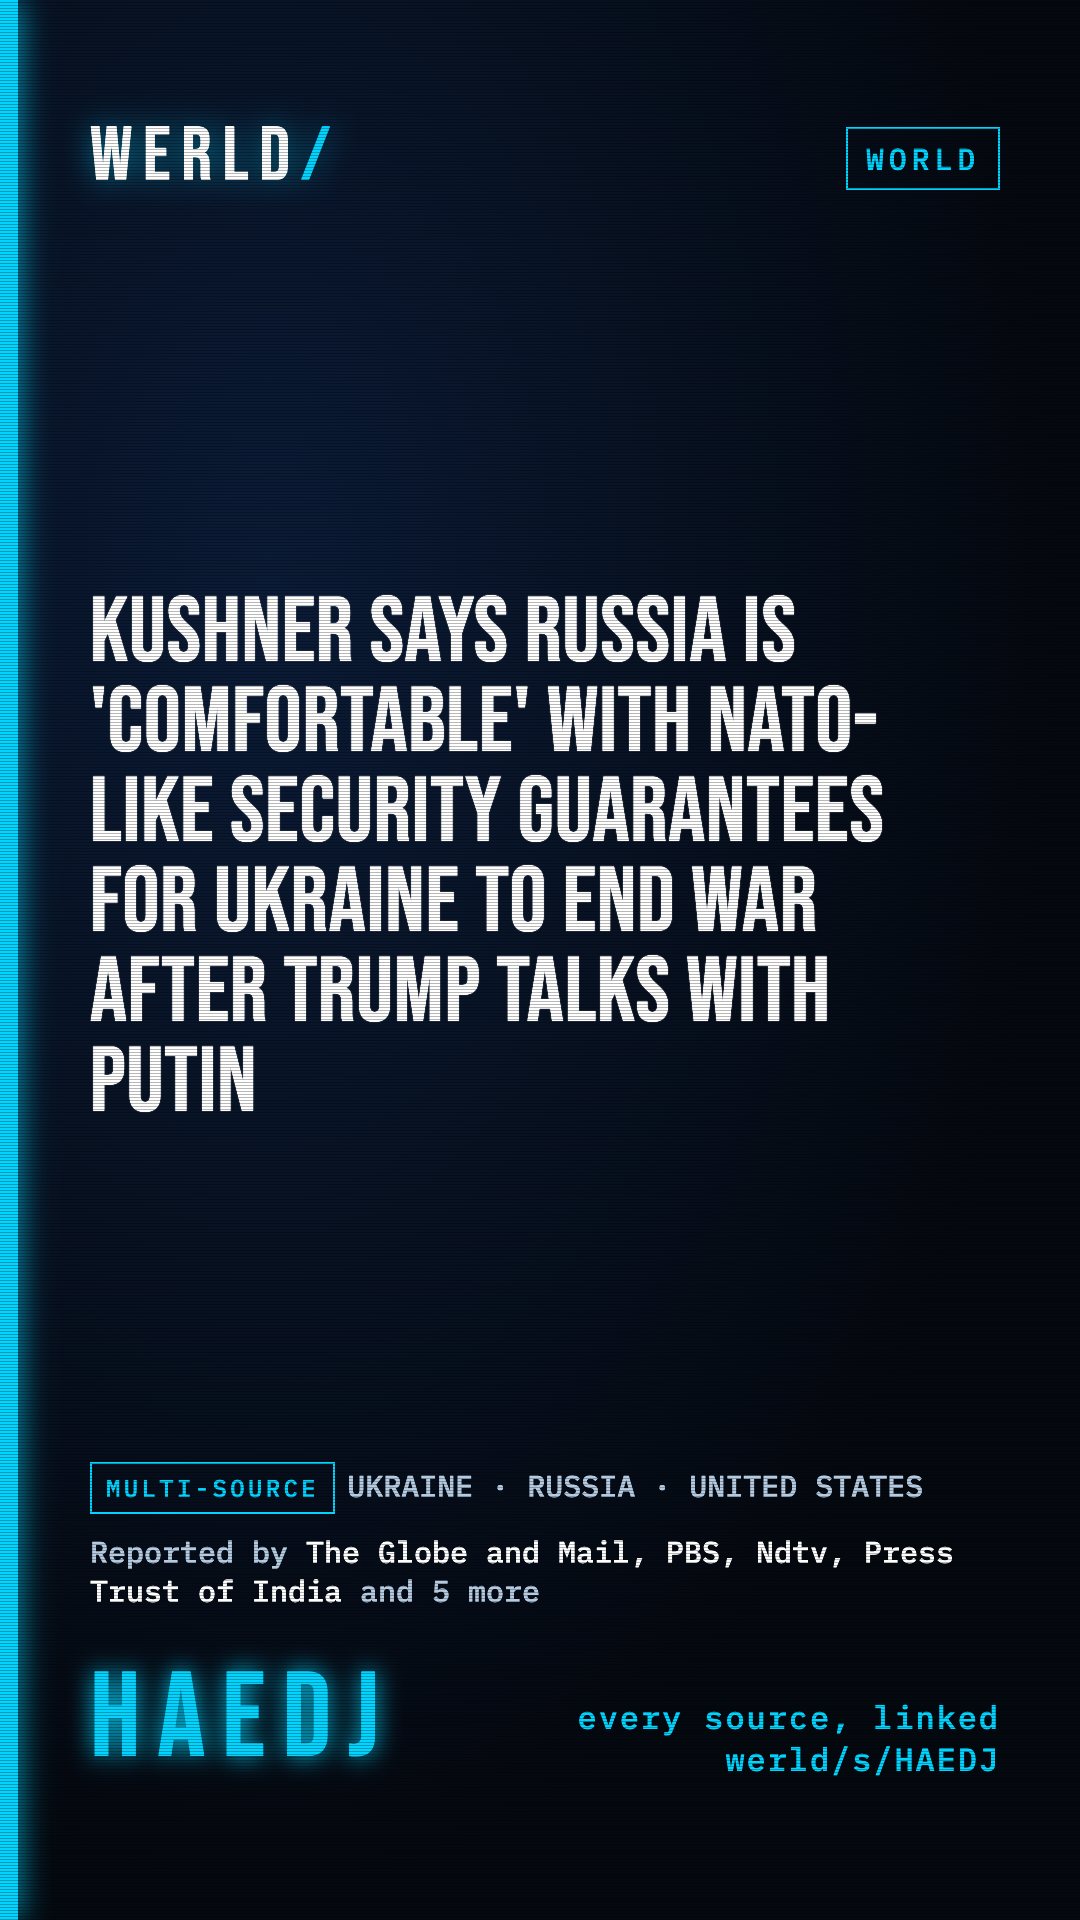 WERLD/
WORLD
KUSHNER SAYS RUSSIA IS
'COMFORTABLE' WITH NATO-
LIKE SECURITY GUARANTEES
FOR UKRAINE TO END WAR
AFTER TRUMP TALKS WITH
PUTIN
MULTI-SOURCE UKRAINE · RUSSIA · UNITED STATES
Reported by The Globe and Mail, PBS, Ndtv, Press
Trust of India and 5 more
HAEDJ
every source, linked
werld/s/HAEDJ